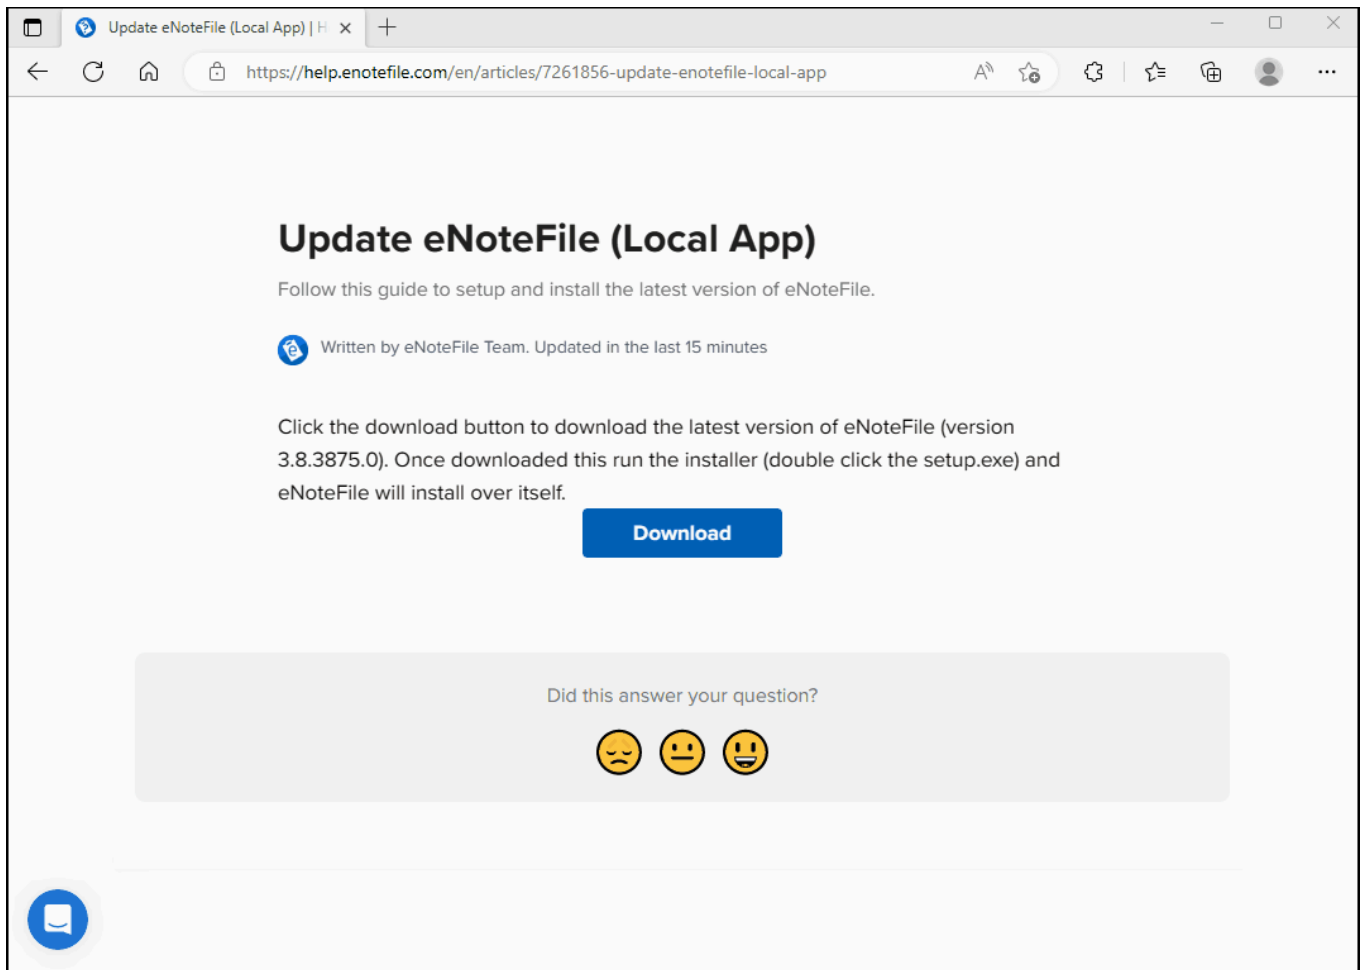 Update eNoteFile (Local App) | H
https://help.enotefile.com/en/articles/7261856-update-enotefile-local-app
Update eNoteFile (Local App)
Follow this guide to setup and install the latest version of eNoteFile.
Written by eNoteFile Team. Updated in the last 15 minutes
Click the download button to download the latest version of eNoteFile (version
3.8.3875.0). Once downloaded this run the installer (double click the setup.exe) and
eNoteFile will install over itself.
Download
Did this answer your question?